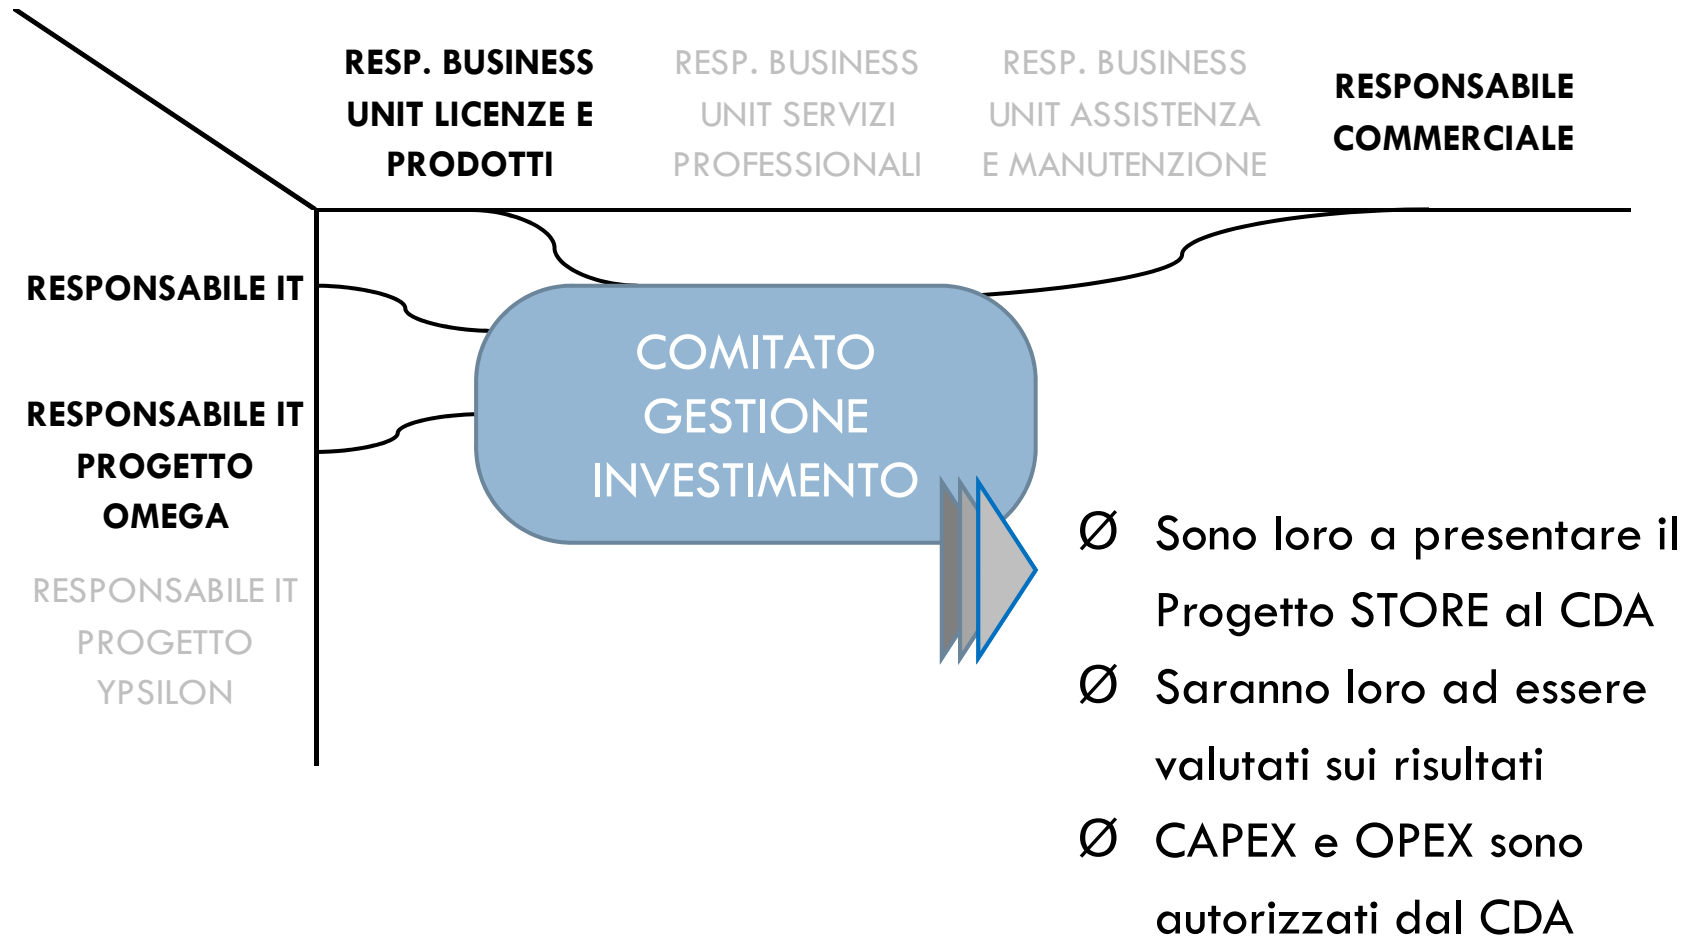 RESP. BUSINESS
UNIT LICENZE E
PRODOTTI
RESP. BUSINESS
UNIT SERVIZI
PROFESSIONALI
RESP. BUSINESS
UNIT ASSISTENZA
E MANUTENZIONE
RESPONSABILE
COMMERCIALE
RESPONSABILE IT
RESPONSABILE IT
PROGETTO
OMEGA
RESPONSABILE IT
PROGETTO
YPSILON
COMITATO
GESTIONE
INVESTIMENTO
Ø Sono loro a presentare il
Progetto STORE al CDA
Ø Saranno loro ad essere
valutati sui risultati
Ø CAPEX e OPEX sono
autorizzati dal CDA